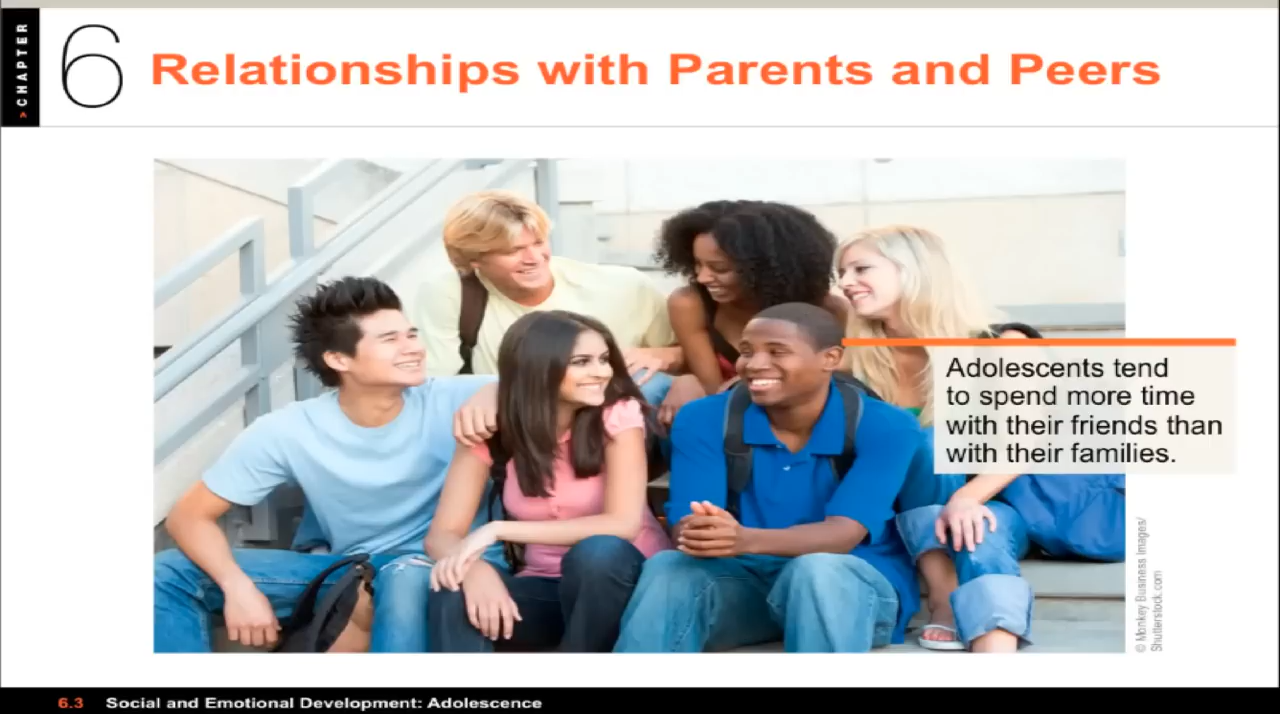 > CHAPTER
6
Relationships with Parents and Peers
Adolescents tend
to spend more time
with their friends than
with their families.
© Monkey Business Images/
Shutterstock.com
6.3 Social and Emotional Development: Adolescence